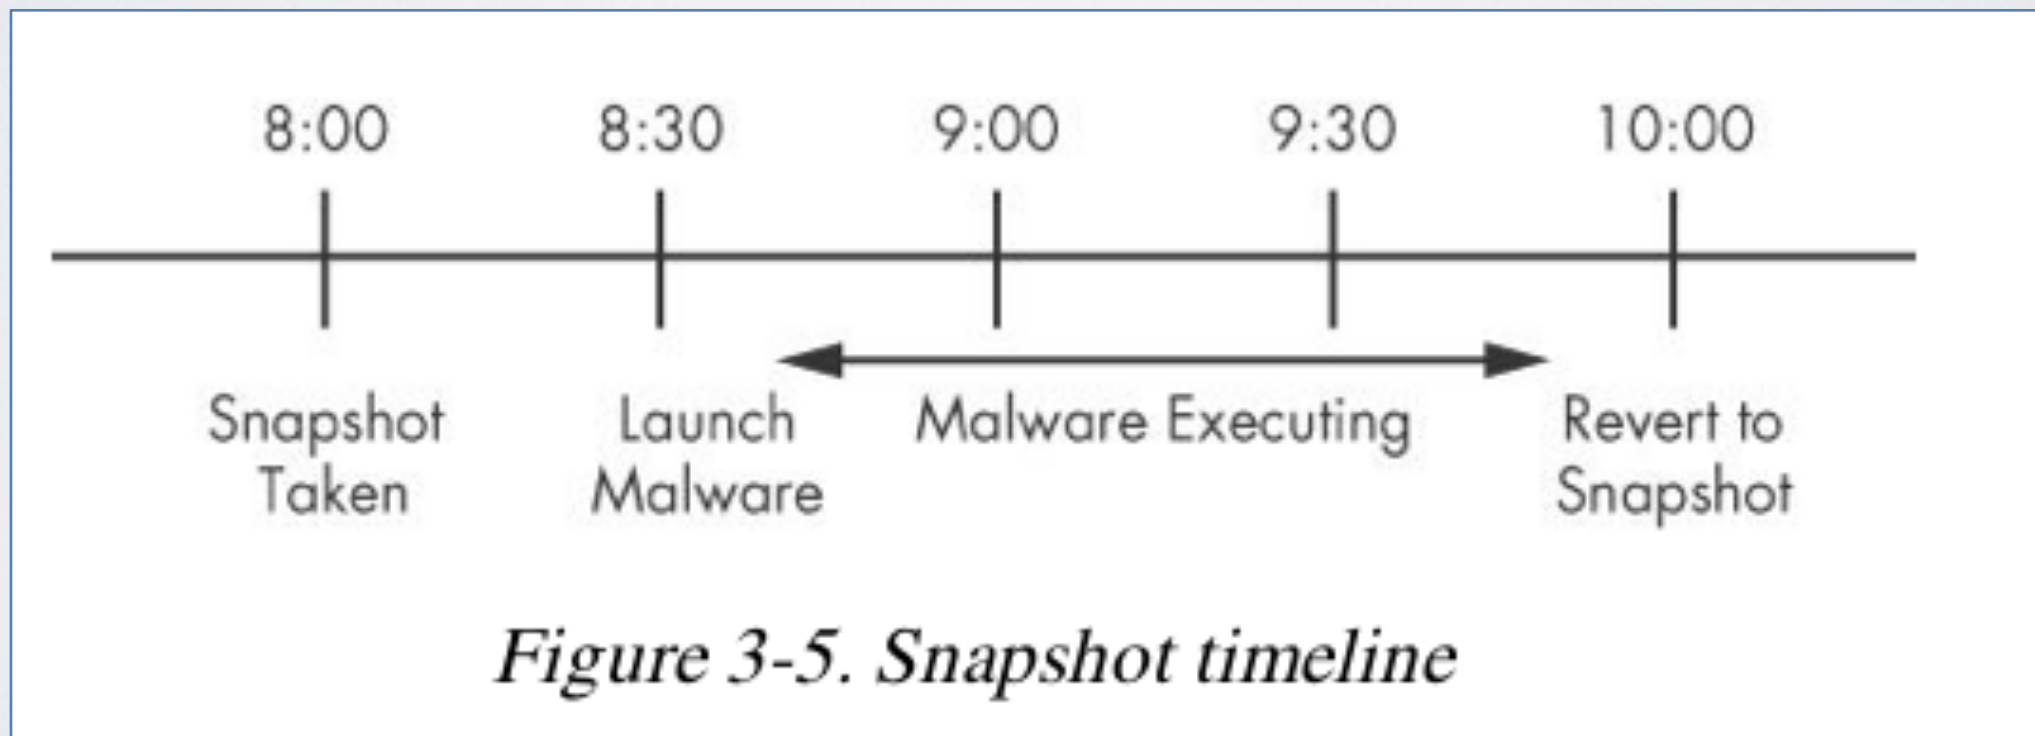 8:00 8:30 9:00 9:30 10:00
Snapshot Launch Malware Executing Revert to
Taken Malware Snapshot
Figure 3-5. Snapshot timeline